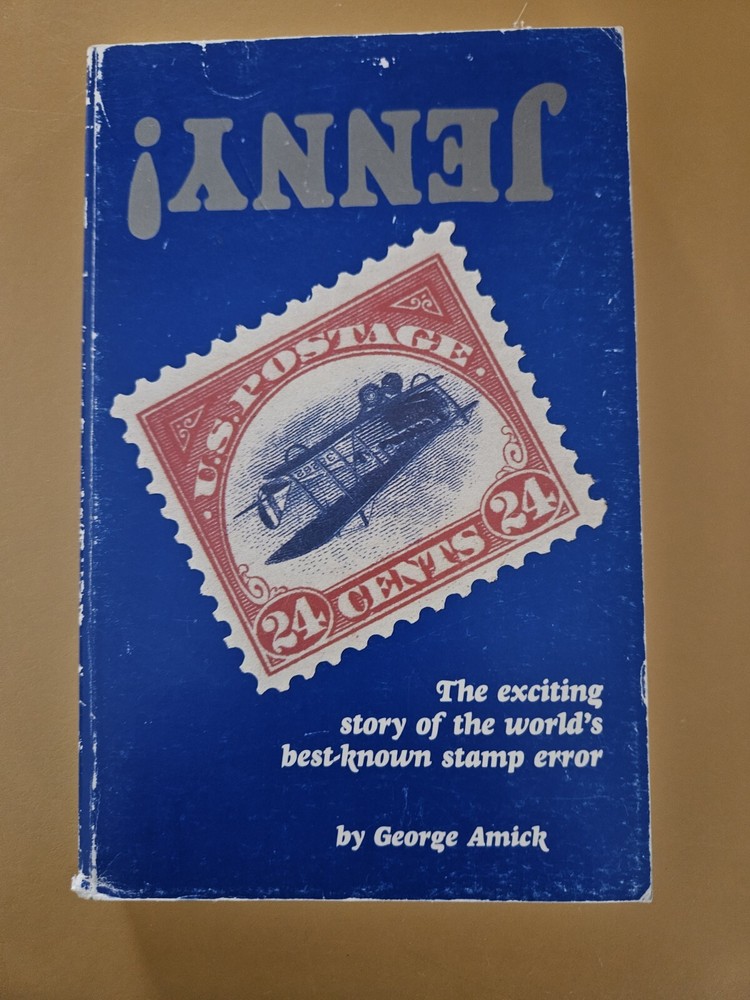 JENNY!
U.S. POSTAGE
24 CENTS 24
The exciting
story of the world's
best-known stamp error
by George Amick